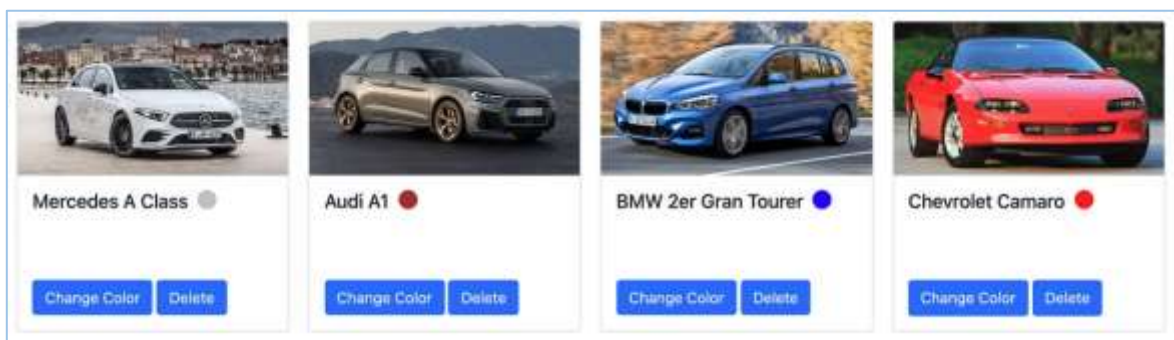 Mercedes A Class
Audi A1
BMW 2er Gran Tourer
Chevrolet Camaro
Change Color Delete
Change Color Delete
Change Color Delete
Change Color Delete